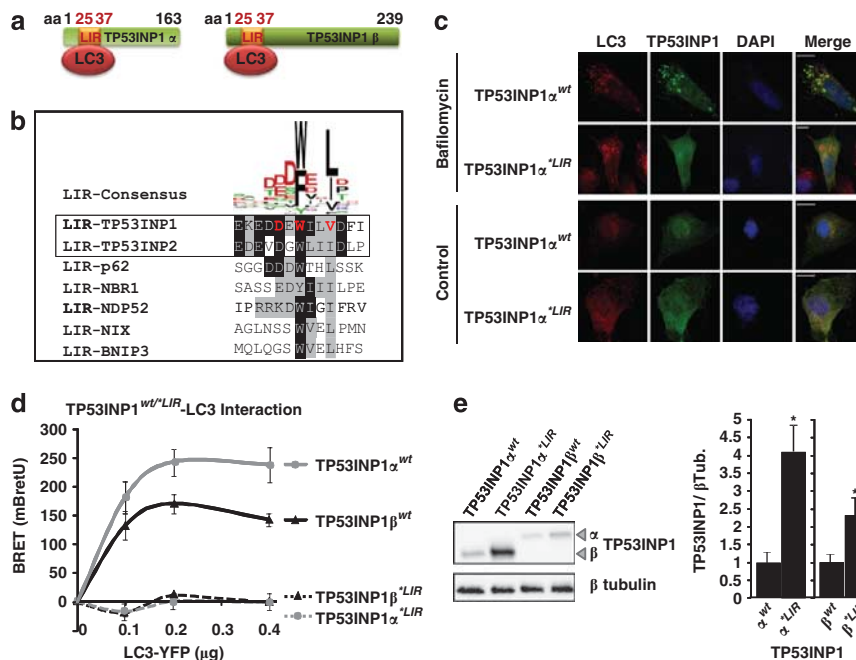 a
aa 1 25 37 163
LIR TP53INP1 α
LC3
aa 1 25 37 239
LIR TP53INP1 β
LC3
b
LIR-Consensus
LIR-TP53INP1 EKEDDEWILVDFI
LIR-TP53INP2 EDEVDGWLIIDLP
LIR-p62 SGGDDDWTHLSSK
LIR-NBR1 SASSEDYIIILPE
LIR-NDP52 IPRRKDWIGIFRV
LIR-NIX AGLNSSWVELPMN
LIR-BNIP3 MQLQGSWVELHFS
c
LC3 TP53INP1 DAPI Merge
Bafilomycin
TP53INP1α^wt
TP53INP1α^*LIR
Control
TP53INP1α^wt
TP53INP1α^*LIR
d
TP53INP1^wt/*LIR-LC3 Interaction
BRET (mBretU)
300
250
200
150
100
50
0
0 0.1 0.2 0.4
LC3-YFP (μg)
TP53INP1α^wt
TP53INP1β^wt
TP53INP1β^*LIR
TP53INP1α^*LIR
e
TP53INP1α^wt
TP53INP1α^*LIR
TP53INP1β^wt
TP53INP1β^*LIR
α
β
TP53INP1
β tubulin
TP53INP1/ βTub.
5
4.5
4
3.5
3
2.5
2
1.5
1
0.5
0
*
*
α^wt
α^*LIR
β^wt
β^*LIR
TP53INP1